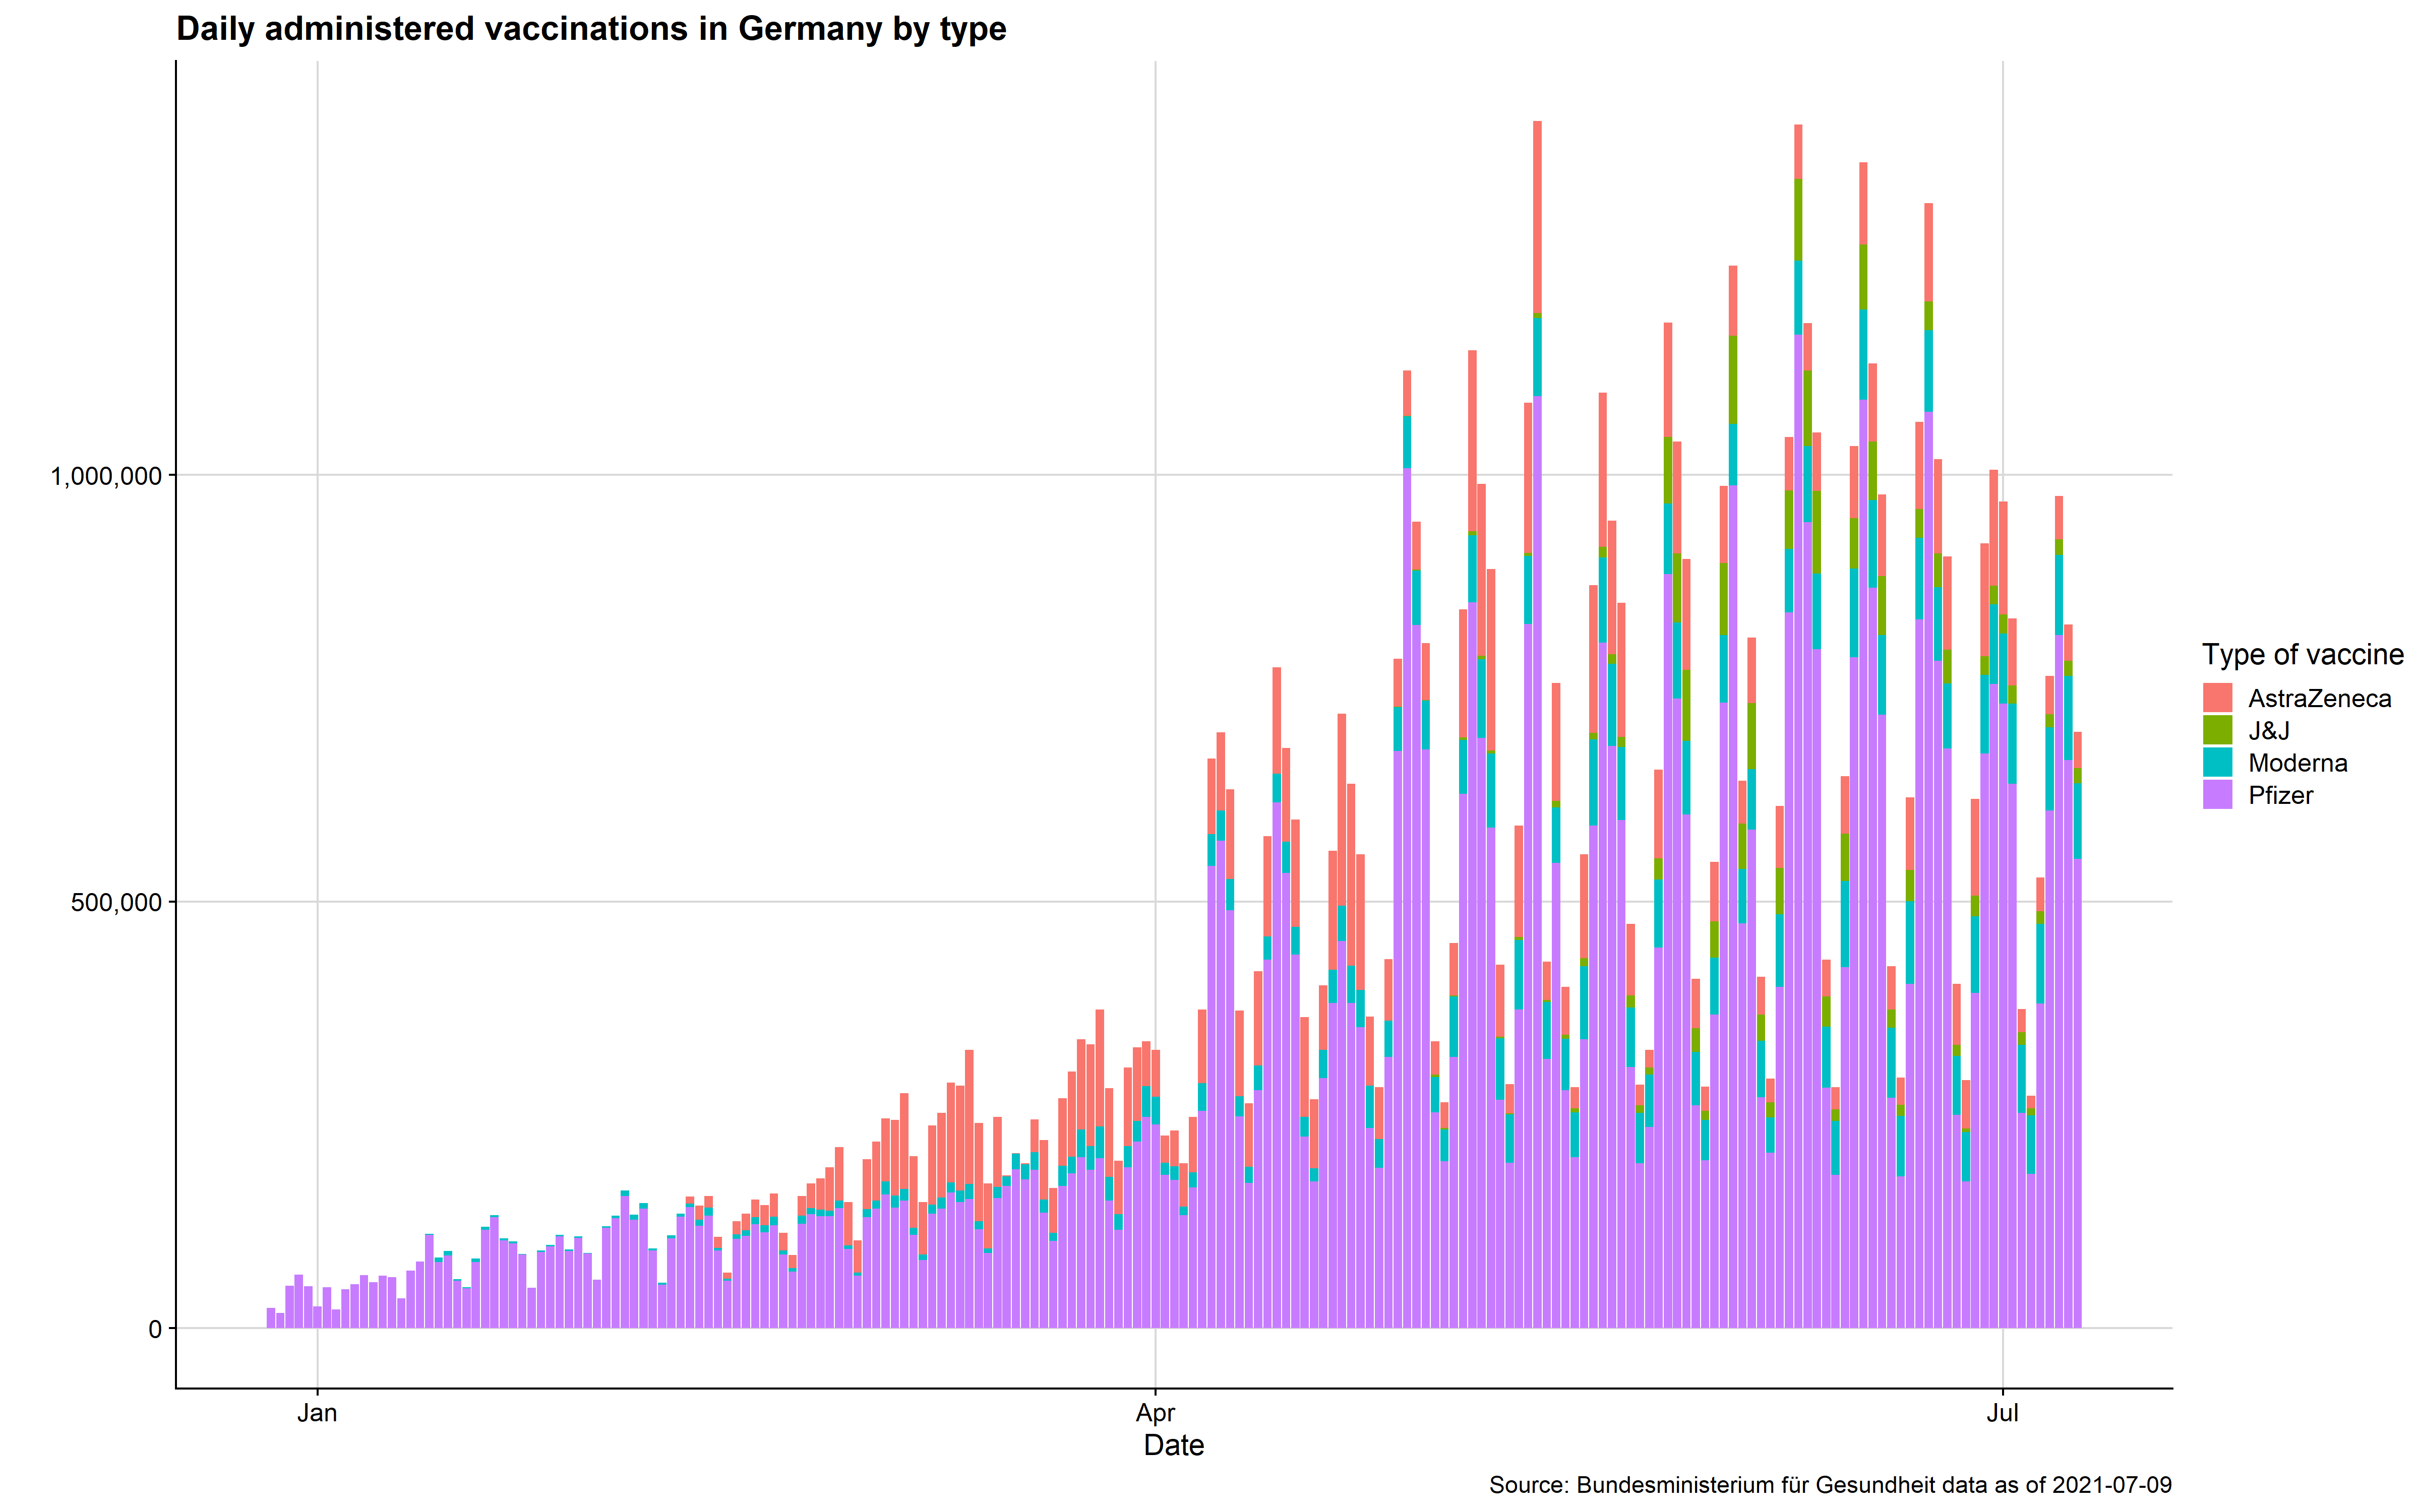 Daily administered vaccinations in Germany by type
1,000,000
500,000
0
Jan
Apr
Jul
Date
Type of vaccine
AstraZeneca
J&J
Moderna
Pfizer
Source: Bundesministerium für Gesundheit data as of 2021-07-09